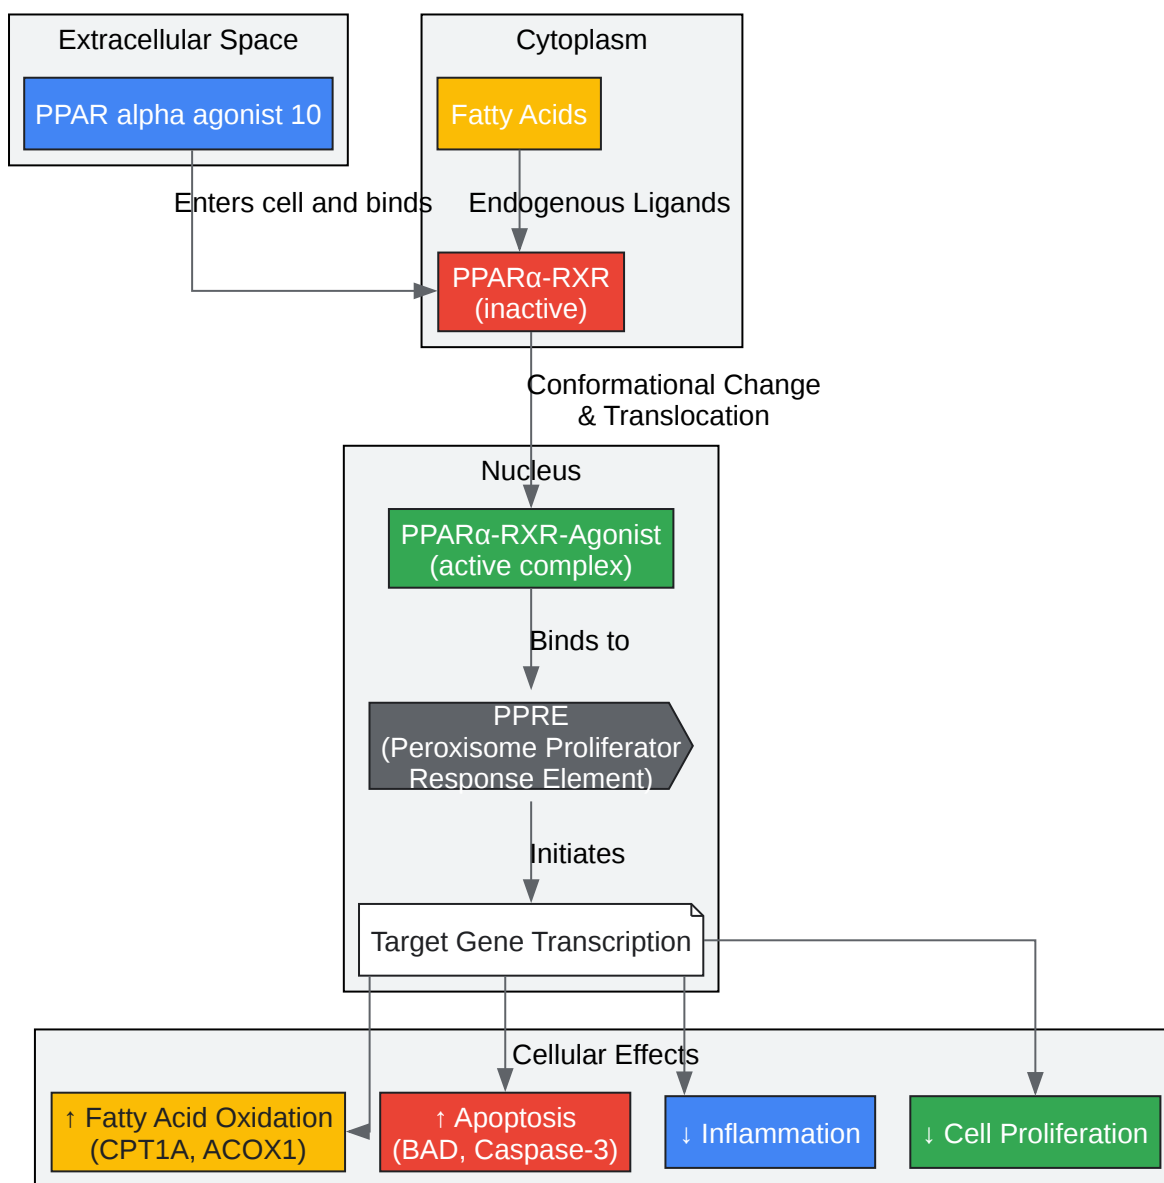 Extracellular Space
Cytoplasm
PPAR alpha agonist 10
Fatty Acids
Enters cell and binds
Endogenous Ligands
PPARα-RXR
(inactive)
Conformational Change
& Translocation
Nucleus
PPARα-RXR-Agonist
(active complex)
Binds to
PPRE
(Peroxisome Proliferator
Response Element)
Initiates
Target Gene Transcription
Cellular Effects
↑ Fatty Acid Oxidation
(CPT1A, ACOX1)
↑ Apoptosis
(BAD, Caspase-3)
↓ Inflammation
↓ Cell Proliferation